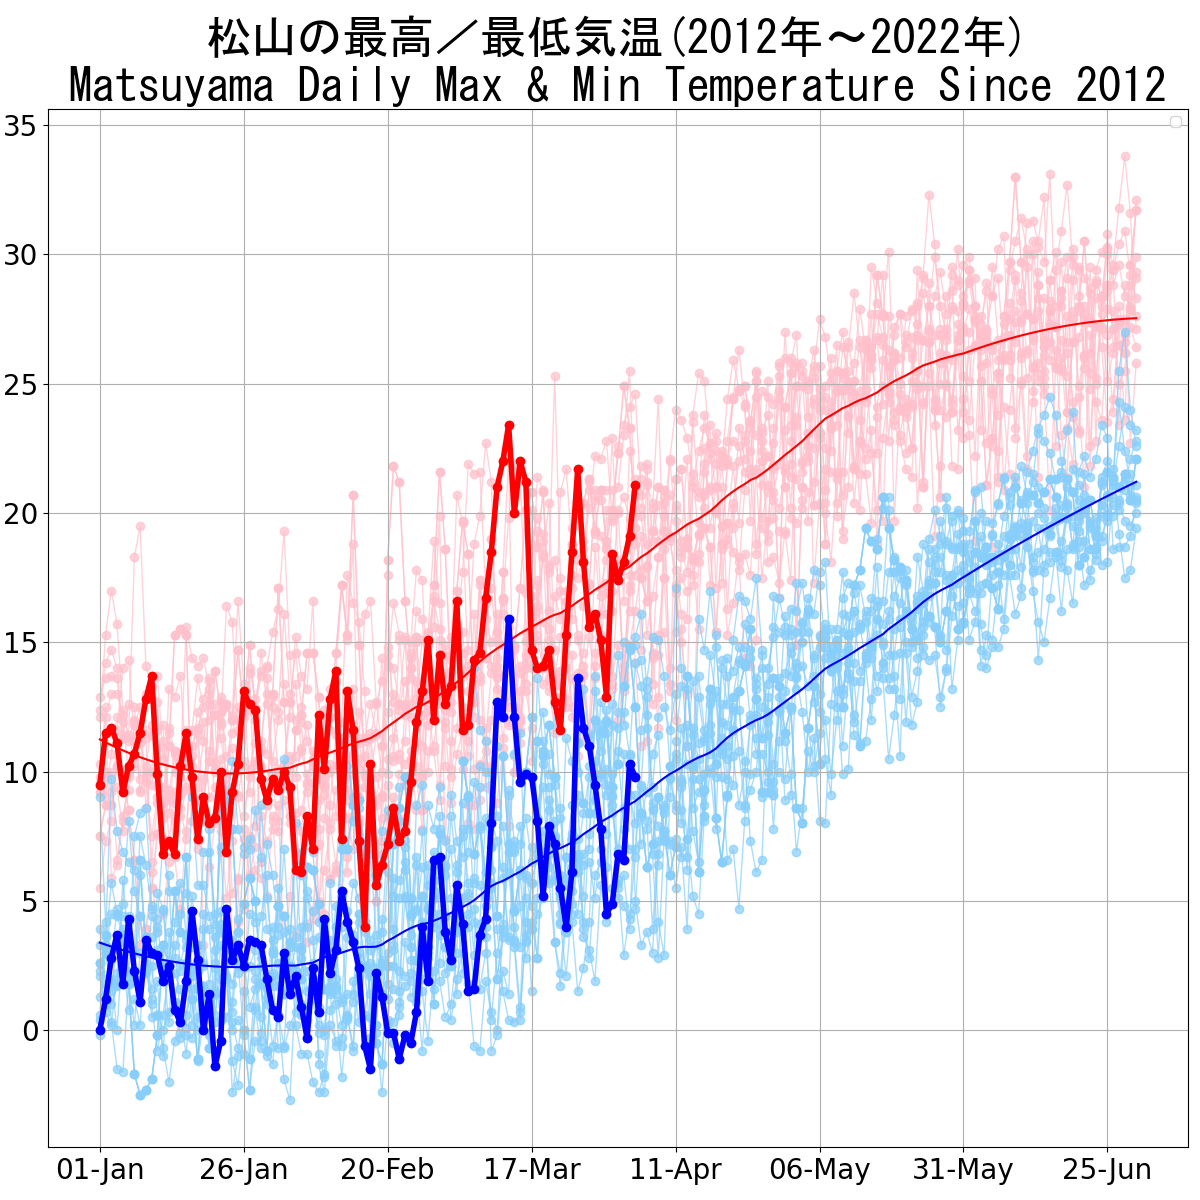 松山の最高／最低気温(2012年～2022年)
Matsuyama Daily Max & Min Temperature Since 2012
35
30
25
20
15
10
5
0
01-Jan 26-Jan 20-Feb 17-Mar 11-Apr 06-May 31-May 25-Jun